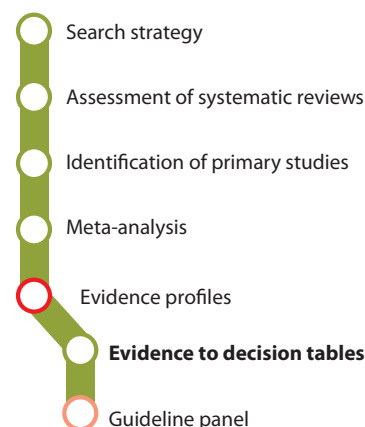 Search strategy
Assessment of systematic reviews
Identification of primary studies
Meta-analysis
Evidence profiles
Evidence to decision tables
Guideline panel